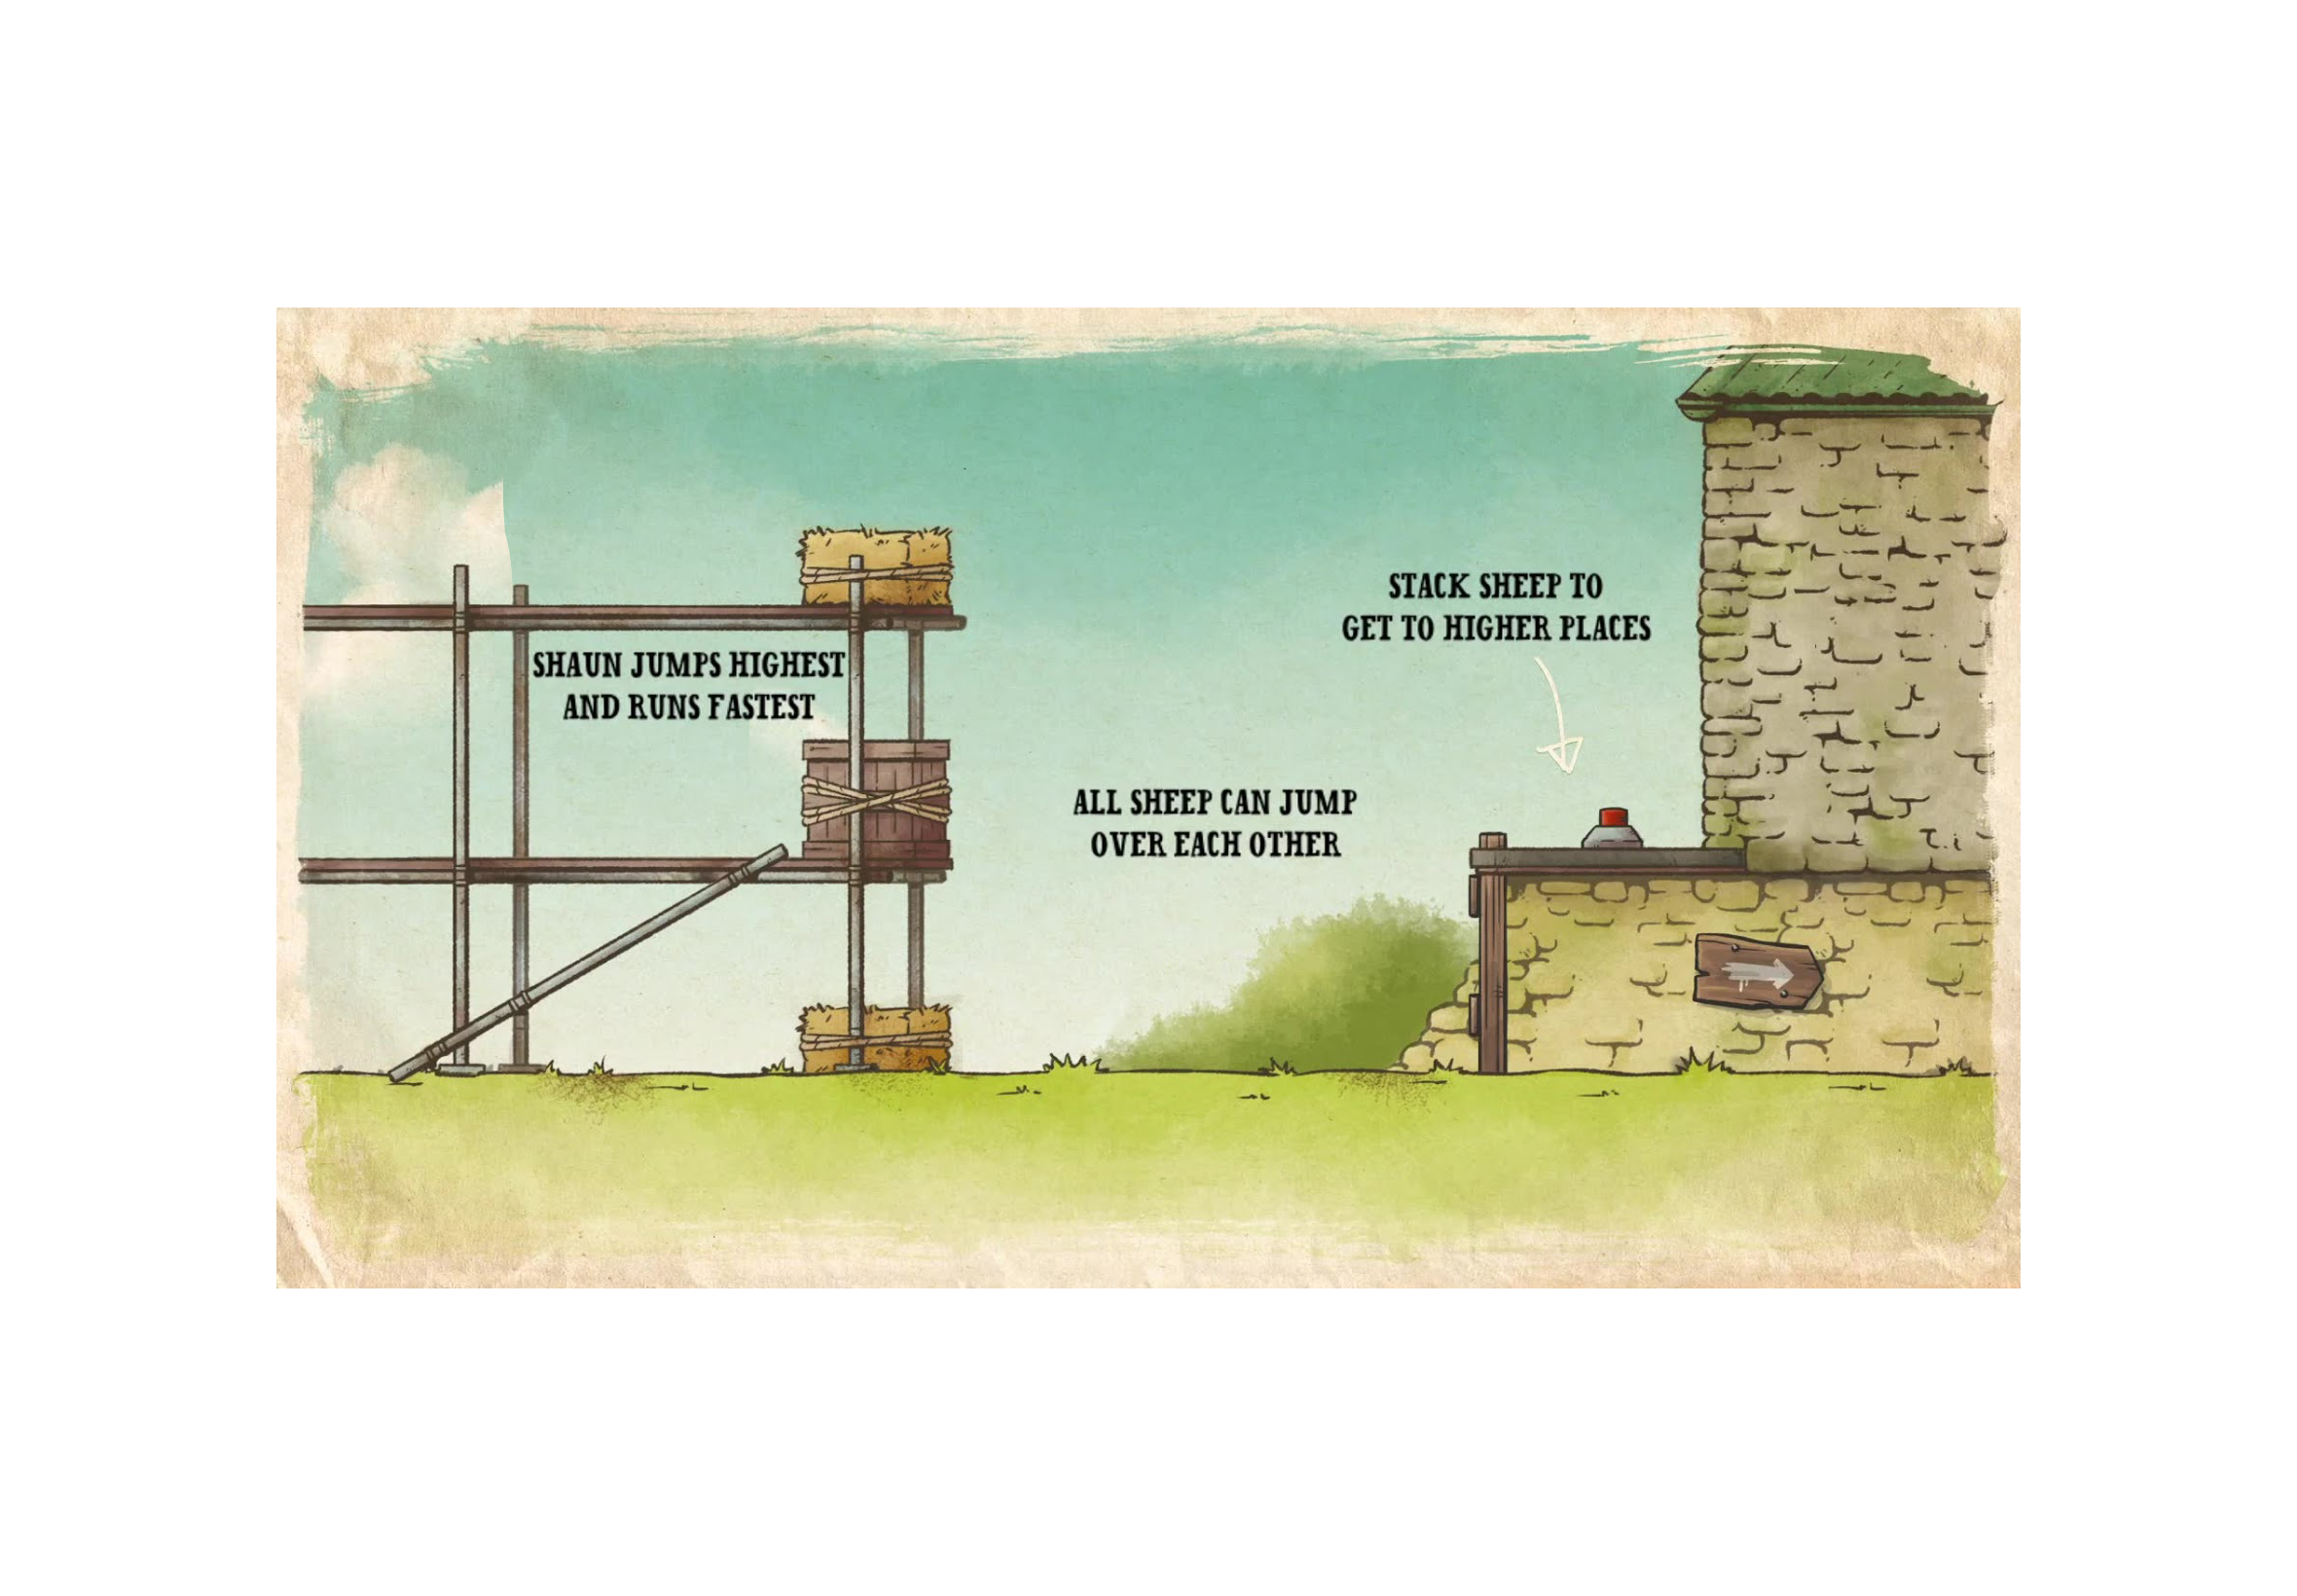 SHAUN JUMPS HIGHEST
AND RUNS FASTEST
ALL SHEEP CAN JUMP
OVER EACH OTHER
STACK SHEEP TO
GET TO HIGHER PLACES